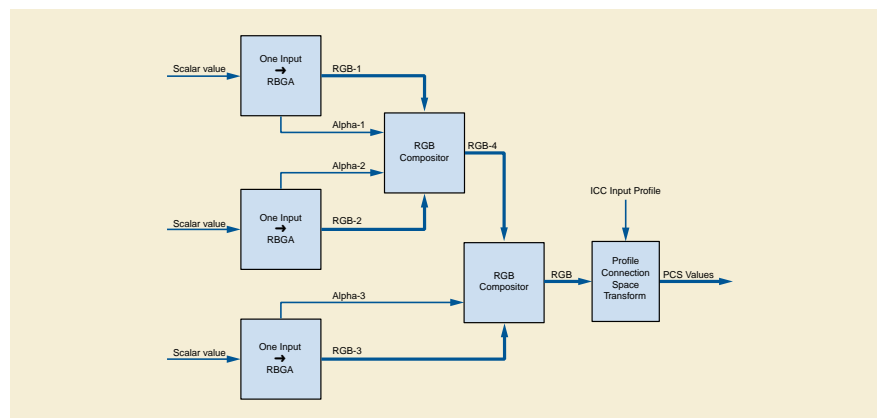 Scalar value
One Input
➔
RBGA
RGB-1
Alpha-1
RGB
Compositor
RGB-4
Alpha-2
Scalar value
One Input
➔
RBGA
RGB-2
ICC Input Profile
RGB
Compositor
RGB
Profile
Connection
Space
Transform
PCS Values
Alpha-3
Scalar value
One Input
➔
RBGA
RGB-3